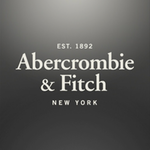 EST. 1892
Abercrombie
& Fitch
NEW YORK